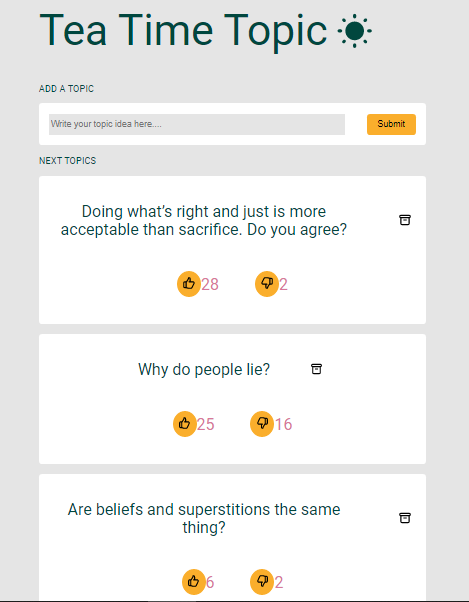 Tea Time Topic
ADD A TOPIC
Write your topic idea here....
Submit
NEXT TOPICS
Doing what's right and just is more
acceptable than sacrifice. Do you agree?
28
2
Why do people lie?
25
16
Are beliefs and superstitions the same
thing?
6
2